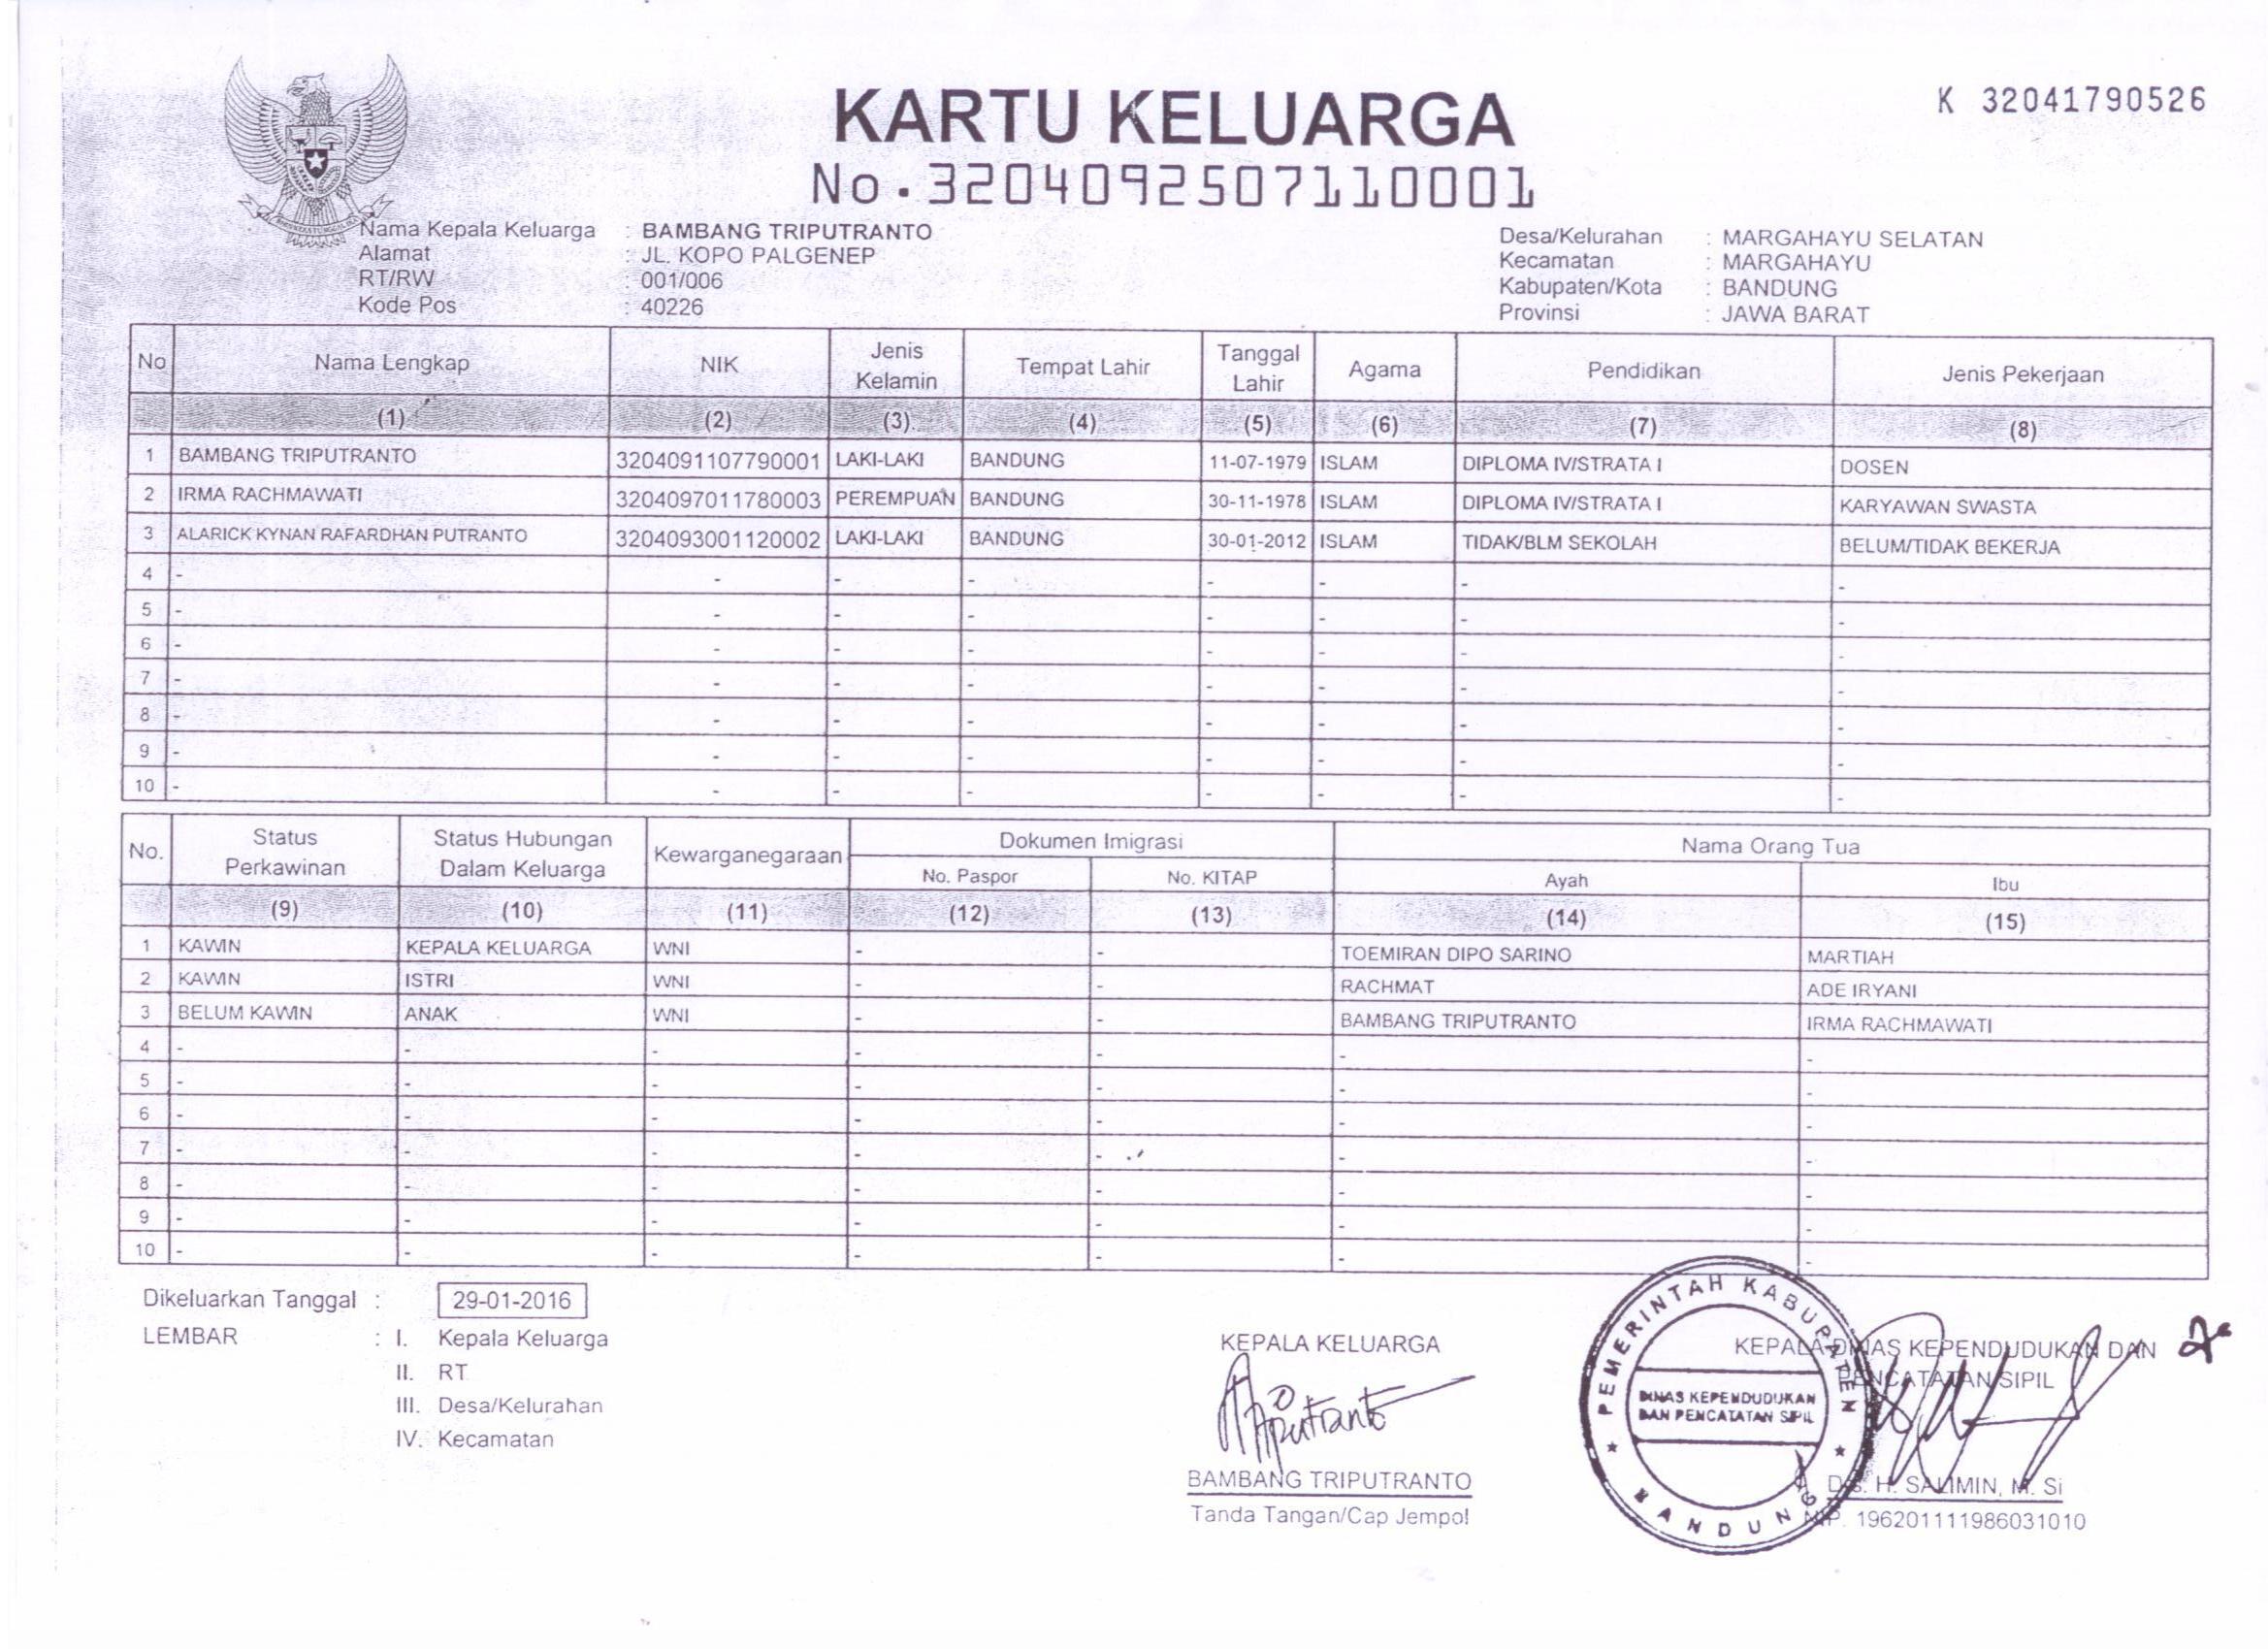 KARTU KELUARGA
K 32041790526
No.3204092507110001
Nama Kepala Keluarga : BAMBANG TRIPUTRANTO
Alamat : JL. KOPO PALGENEP
RT/RW : 001/006
Kode Pos : 40226
Desa/Kelurahan : MARGAHAYU SELATAN
Kecamatan : MARGAHAYU
Kabupaten/Kota : BANDUNG
Provinsi : JAWA BARAT
No Nama Lengkap NIK Jenis Kelamin Tempat Lahir Tanggal Lahir Agama Pendidikan Jenis Pekerjaan
(1) (2) (3) (4) (5) (6) (7) (8)
1 BAMBANG TRIPUTRANTO 3204091107790001 LAKI-LAKI BANDUNG 11-07-1979 ISLAM DIPLOMA IV/STRATA I DOSEN
2 IRMA RACHMAWATI 3204097011780003 PEREMPUAN BANDUNG 30-11-1978 ISLAM DIPLOMA IV/STRATA I KARYAWAN SWASTA
3 ALARICK KYNAN RAFARDHAN PUTRANTO 3204093001120002 LAKI-LAKI BANDUNG 30-01-2012 ISLAM TIDAK/BLM SEKOLAH BELUM/TIDAK BEKERJA
4 - - - - - - - -
5 - - - - - - - -
6 - - - - - - - -
7 - - - - - - - -
8 - - - - - - - -
9 - - - - - - - -
10 - - - - - - - -
No. Status Perkawinan Status Hubungan Dalam Keluarga Kewarganegaraan Dokumen Imigrasi Nama Orang Tua
No. Paspor No. KITAP Ayah Ibu
(9) (10) (11) (12) (13) (14) (15)
1 KAWIN KEPALA KELUARGA WNI - - TOEMIRAN DIPO SARINO MARTIAH
2 KAWIN ISTRI WNI - - RACHMAT ADE IRYANI
3 BELUM KAWIN ANAK WNI - - BAMBANG TRIPUTRANTO IRMA RACHMAWATI
4 - - - - - - -
5 - - - - - - -
6 - - - - - - -
7 - - - - - - -
8 - - - - - - -
9 - - - - - - -
10 - - - - - - -
Dikeluarkan Tanggal : 29-01-2016
LEMBAR : I. Kepala Keluarga
II. RT
III. Desa/Kelurahan
IV. Kecamatan
KEPALA KELUARGA
BAMBANG TRIPUTRANTO
Tanda Tangan/Cap Jempol
PEMERINTAH KABUPATEN
DINAS KEPENDUDUKAN
DAN PENCATATAN SIPIL
BANDUNG
KEPALA DINAS KEPENDUDUKAN DAN
PENCATATAN SIPIL
Drs. H. SALIMIN, M. Si
NIP. 196201111986031010